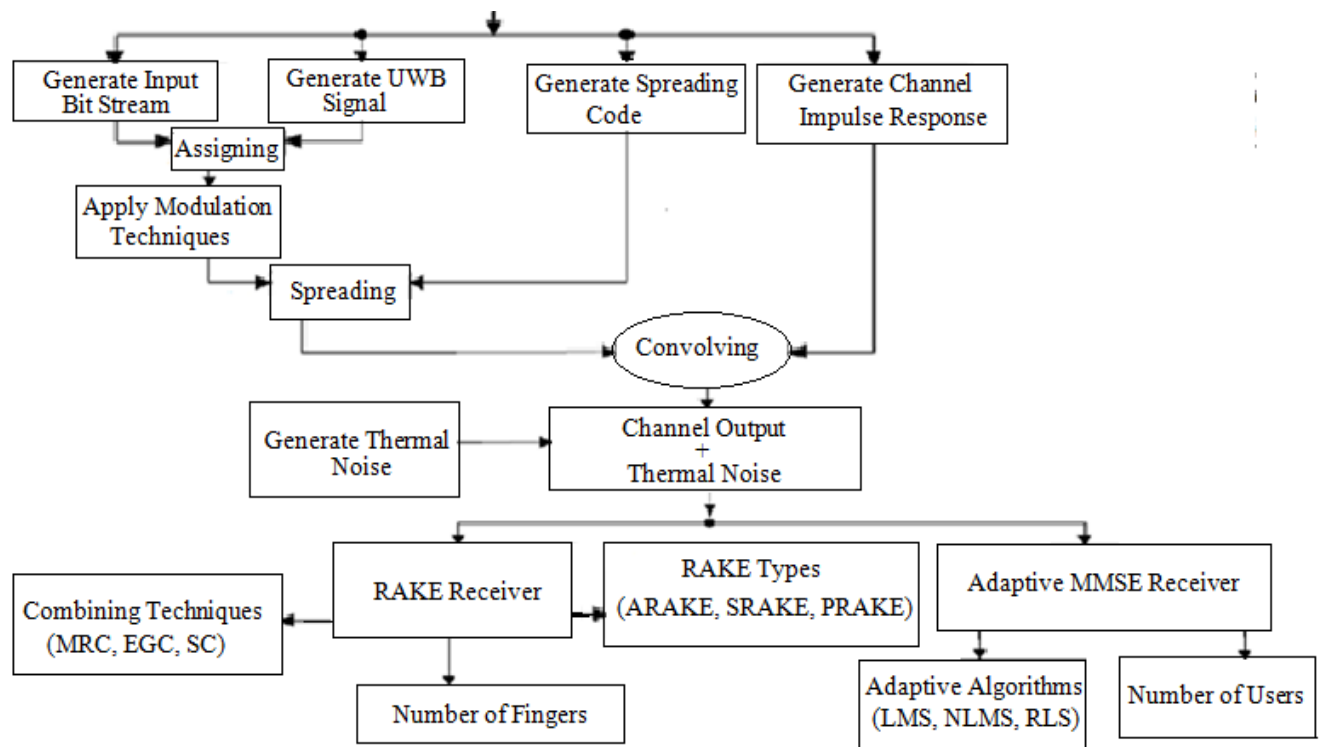 Generate Input
Bit Stream
Generate UWB
Signal
Generate Spreading
Code
Generate Channel
Impulse Response
Assigning
Apply Modulation
Techniques
Spreading
Convolving
Generate Thermal
Noise
Channel Output
+
Thermal Noise
RAKE Receiver
RAKE Types
(ARAKE, SRAKE, PRAKE)
Adaptive MMSE Receiver
Combining Techniques
(MRC, EGC, SC)
Number of Fingers
Adaptive Algorithms
(LMS, NLMS, RLS)
Number of Users